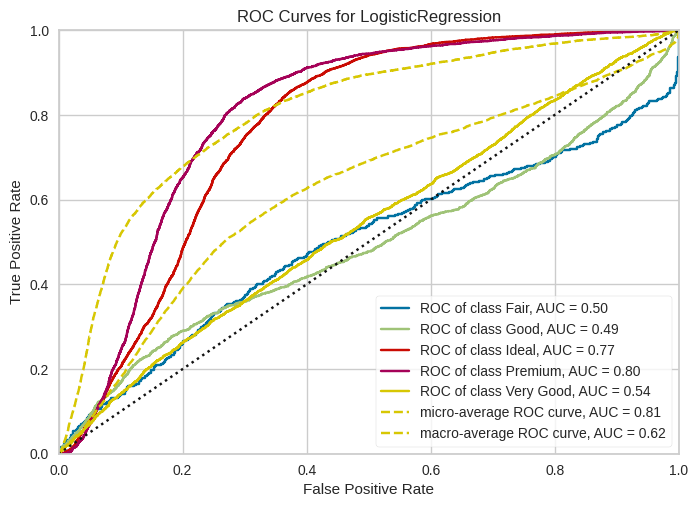 ROC Curves for LogisticRegression
1.0
0.8
0.6
0.4
0.2
0.0
True Positive Rate
ROC of class Fair, AUC = 0.50
ROC of class Good, AUC = 0.49
ROC of class Ideal, AUC = 0.77
ROC of class Premium, AUC = 0.80
ROC of class Very Good, AUC = 0.54
micro-average ROC curve, AUC = 0.81
macro-average ROC curve, AUC = 0.62
0.0 0.2 0.4 0.6 0.8 1.0
False Positive Rate